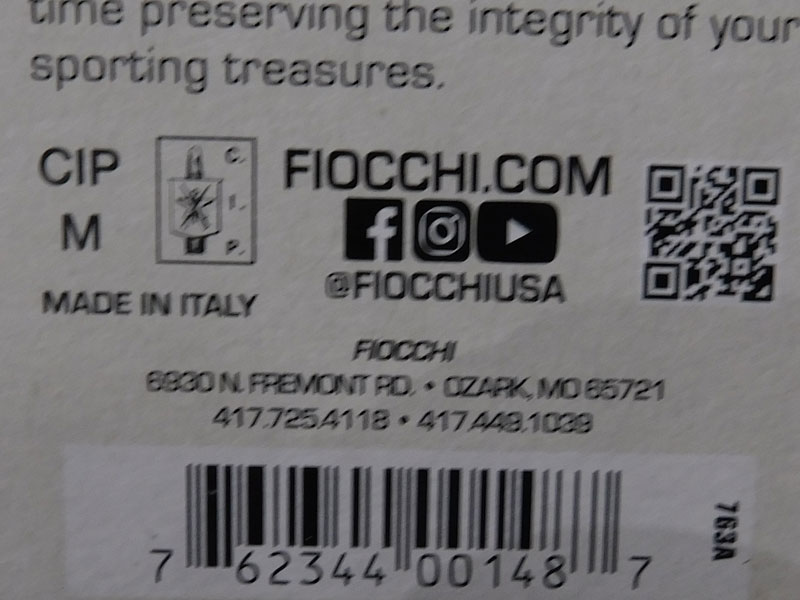 time preserving the integrity of your
sporting treasures.
CIP
M
C.
I.
P.
FIOCCHI.COM
@FIOCCHIUSA
MADE IN ITALY
FIOCCHI
6930 N. FREMONT RD. • OZARK, MO 65721
417.725.4118 • 417.449.1039
763A
7 62344 00148 7